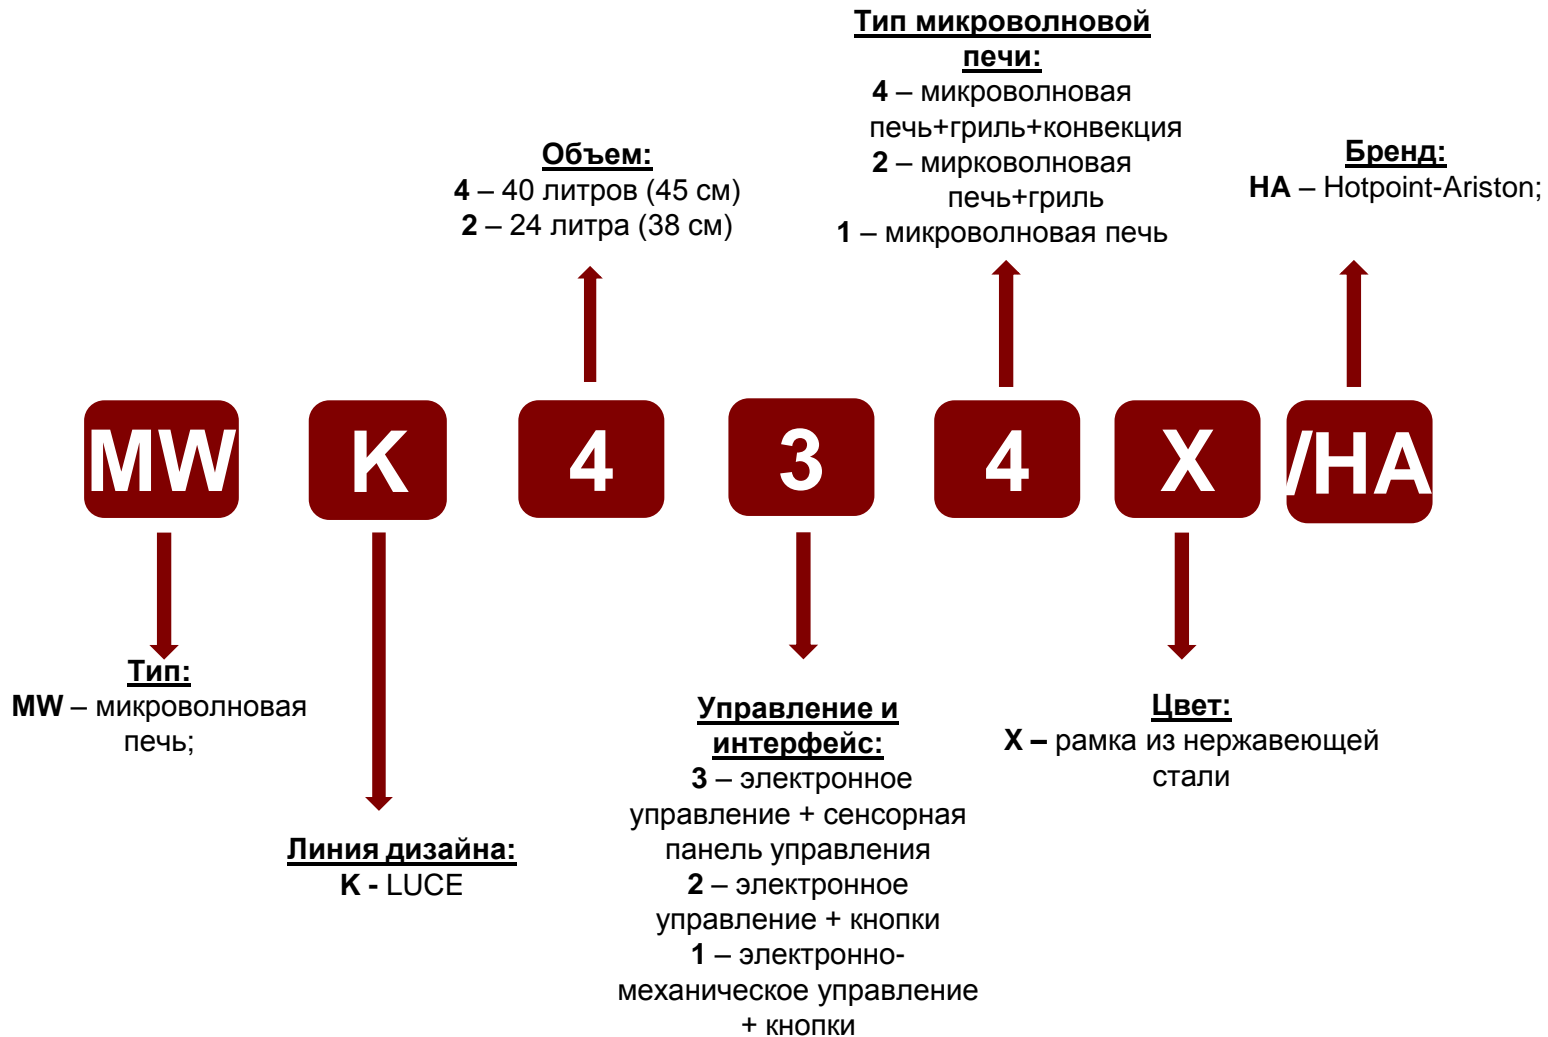 Тип микроволновой
печи:
4 – микроволновая
печь+гриль+конвекция
2 – мирковолновая
печь+гриль
1 – микроволновая печь
Объем:
4 – 40 литров (45 см)
2 – 24 литра (38 см)
Бренд:
HA – Hotpoint-Ariston;
MW K 4 3 4 X /HA
Тип:
MW – микроволновая
печь;
Линия дизайна:
K - LUCE
Управление и
интерфейс:
3 – электронное
управление + сенсорная
панель управления
2 – электронное
управление + кнопки
1 – электронно-
механическое управление
+ кнопки
Цвет:
X – рамка из нержавеющей
стали